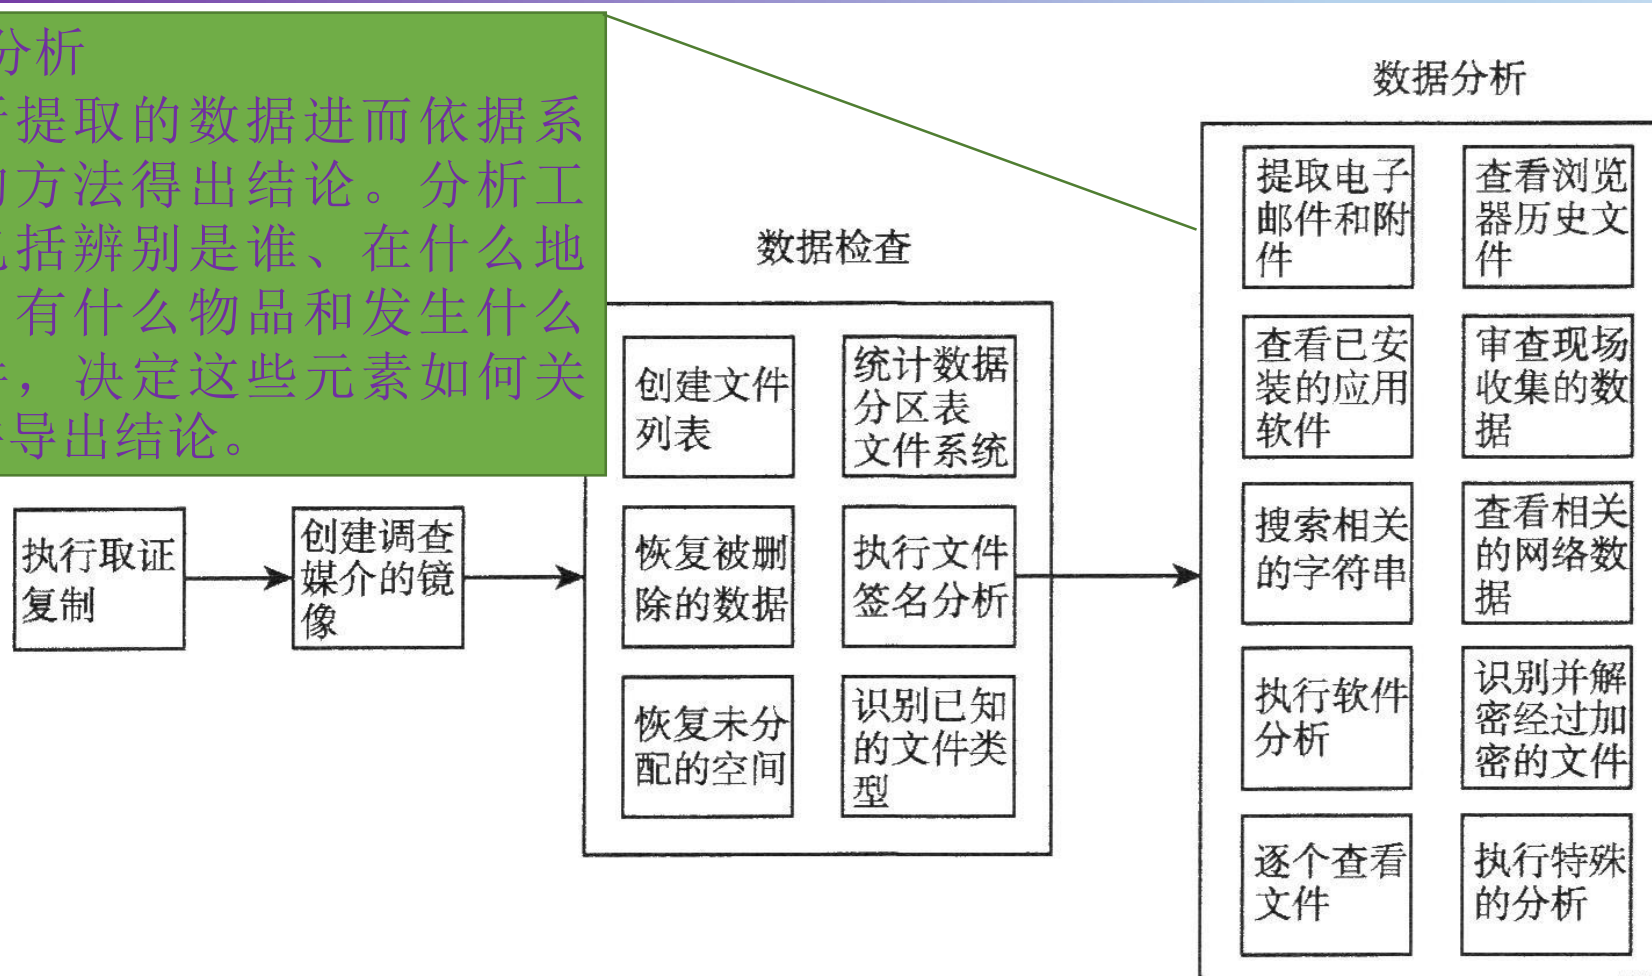 分析
提取的数据进而依据系
方法得出结论。分析工
括辨别是谁、在什么地
有什么物品和发生什么
，决定这些元素如何关
导出结论。
执行取证
复制
创建调查
媒介的镜
像
数据检查
创建文件
列表
统计数据
分区表
文件系统
恢复被删
除的数据
执行文件
签名分析
恢复未分
配的空间
识别已知
的文件类
型
数据分析
提取电子
邮件和附
件
查看浏览
器历史文
件
查看已安
装的应用
软件
审查现场
收集的数
据
搜索相关
的字符串
查看相关
的网络数
据
执行软件
分析
识别并解
密经过加
密的文件
逐个查看
文件
执行特殊
的分析